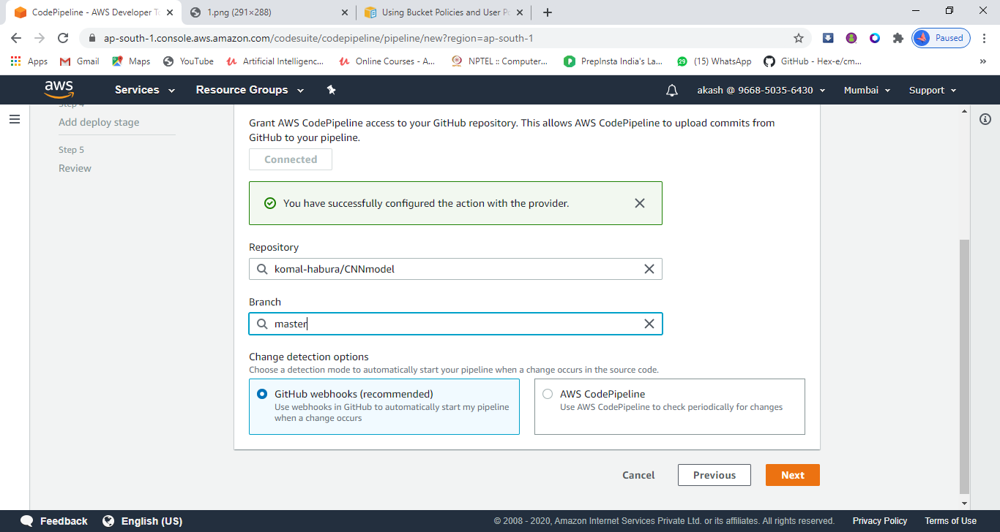 CodePipeline - AWS Developer To
1.png (291×288)
Using Bucket Policies and User Po
ap-south-1.console.aws.amazon.com/codesuite/codepipeline/pipeline/new?region=ap-south-1
Paused
Apps
Gmail
Maps
YouTube
Artificial Intelligenc...
Online Courses - A...
NPTEL :: Computer...
PrepInsta India's La...
29
(15) WhatsApp
GitHub - Hex-e/cm...
»
aws
Services
Resource Groups
akash @ 9668-5035-6430
Mumbai
Support
Step 4
Add deploy stage
Step 5
Review
Grant AWS CodePipeline access to your GitHub repository. This allows AWS CodePipeline to upload commits from
GitHub to your pipeline.
Connected
You have successfully configured the action with the provider.
Repository
komal-habura/CNNmodel
Branch
master
Change detection options
Choose a detection mode to automatically start your pipeline when a change occurs in the source code.
GitHub webhooks (recommended)
Use webhooks in GitHub to automatically start my pipeline
when a change occurs
AWS CodePipeline
Use AWS CodePipeline to check periodically for changes
Cancel
Previous
Next
Feedback
English (US)
© 2008 - 2020, Amazon Internet Services Private Ltd. or its affiliates. All rights reserved.
Privacy Policy
Terms of Use